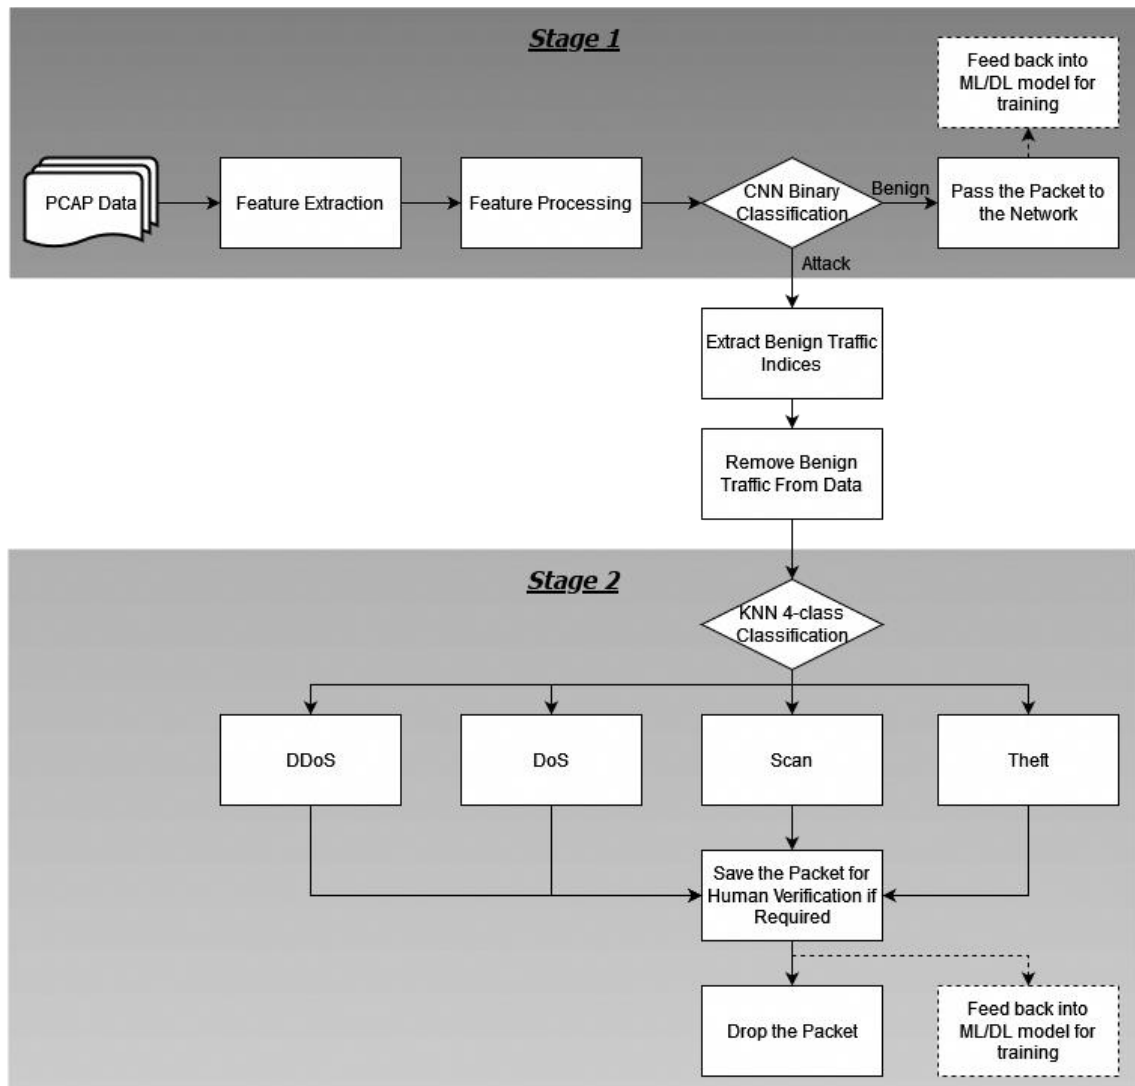 Stage 1
Feed back into
ML/DL model for
training
PCAP Data
Feature Extraction
Feature Processing
CNN Binary
Classification
Benign
Pass the Packet to
the Network
Attack
Extract Benign Traffic
Indices
Remove Benign
Traffic From Data
Stage 2
KNN 4-class
Classification
DDoS
DoS
Scan
Theft
Save the Packet for
Human Verification if
Required
Drop the Packet
Feed back into
ML/DL model for
training